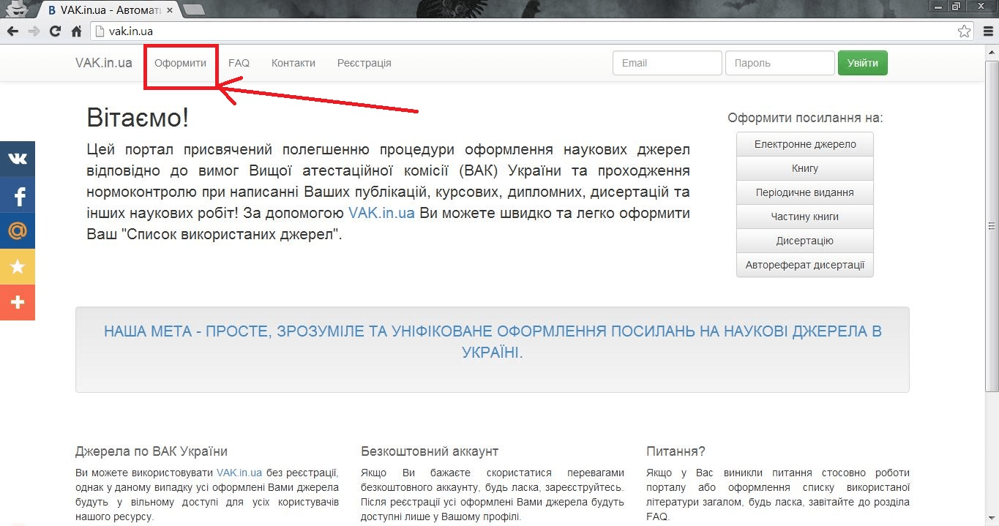 VAK.in.ua - Автомат
vak.in.ua
VAK.in.ua Оформити FAQ Контакти Реєстрація Email Пароль Увійти
Вітаємо!
Цей портал присвячений полегшенню процедури оформлення наукових джерел
відповідно до вимог Вищої атестаційної комісії (ВАК) України та проходження
нормоконтролю при написанні Ваших публікацій, курсових, дипломних, дисертацій та
інших наукових робіт! За допомогою VAK.in.ua Ви можете швидко та легко оформити
Ваш "Список використаних джерел".
Оформити посилання на:
Електронне джерело
Книгу
Періодичне видання
Частину книги
Дисертацію
Автореферат дисертації
НАША МЕТА - ПРОСТЕ, ЗРОЗУМІЛЕ ТА УНІФІКОВАНЕ ОФОРМЛЕННЯ ПОСИЛАНЬ НА НАУКОВІ ДЖЕРЕЛА В
УКРАЇНІ.
Джерела по ВАК України
Ви можете використовувати VAK.in.ua без реєстрації,
однак у даному випадку усі оформлені Вами джерела
будуть у вільному доступі для усіх користувачів
нашого ресурсу.
Безкоштовний аккаунт
Якщо Ви бажаєте скористатися перевагами
безкоштовного аккаунту, будь ласка, зареєструйтесь.
Після реєстрації усі оформлені Вами джерела будуть
доступні лише у Вашому профілі.
Питання?
Якщо у Вас виникли питання стосовно роботи
порталу або оформлення списку використаної
літератури загалом, будь ласка, завітайте до розділа
FAQ.